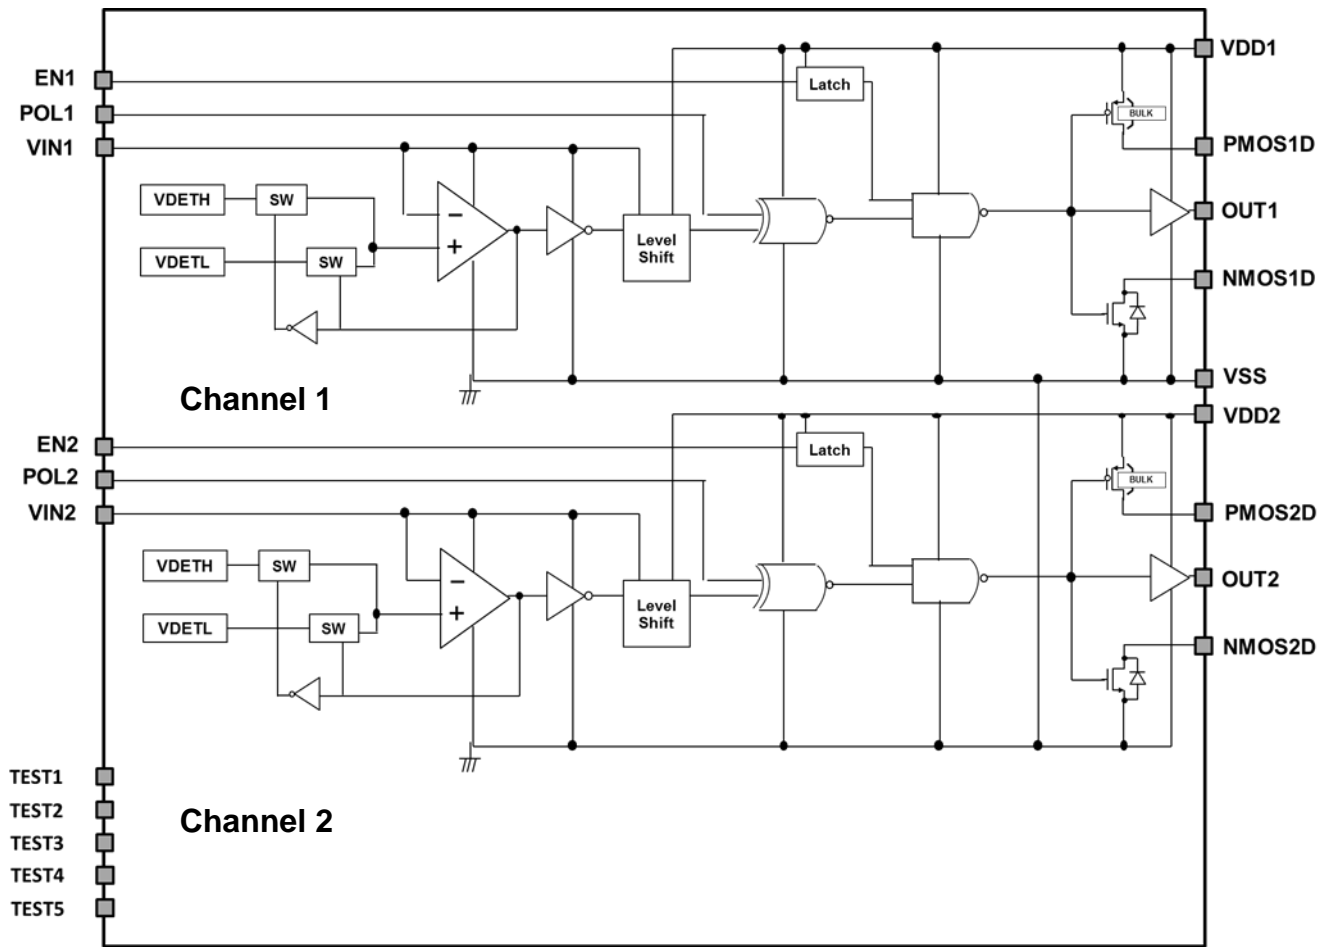 VDD1
EN1
Latch
POL1
BULK
VIN1
PMOS1D
VDETH
SW
OUT1
−
+
Level
Shift
VDETL
SW
NMOS1D
VSS
Channel 1
VDD2
EN2
Latch
POL2
BULK
VIN2
PMOS2D
VDETH
SW
OUT2
−
+
Level
Shift
VDETL
SW
NMOS2D
TEST1
TEST2
Channel 2
TEST3
TEST4
TEST5